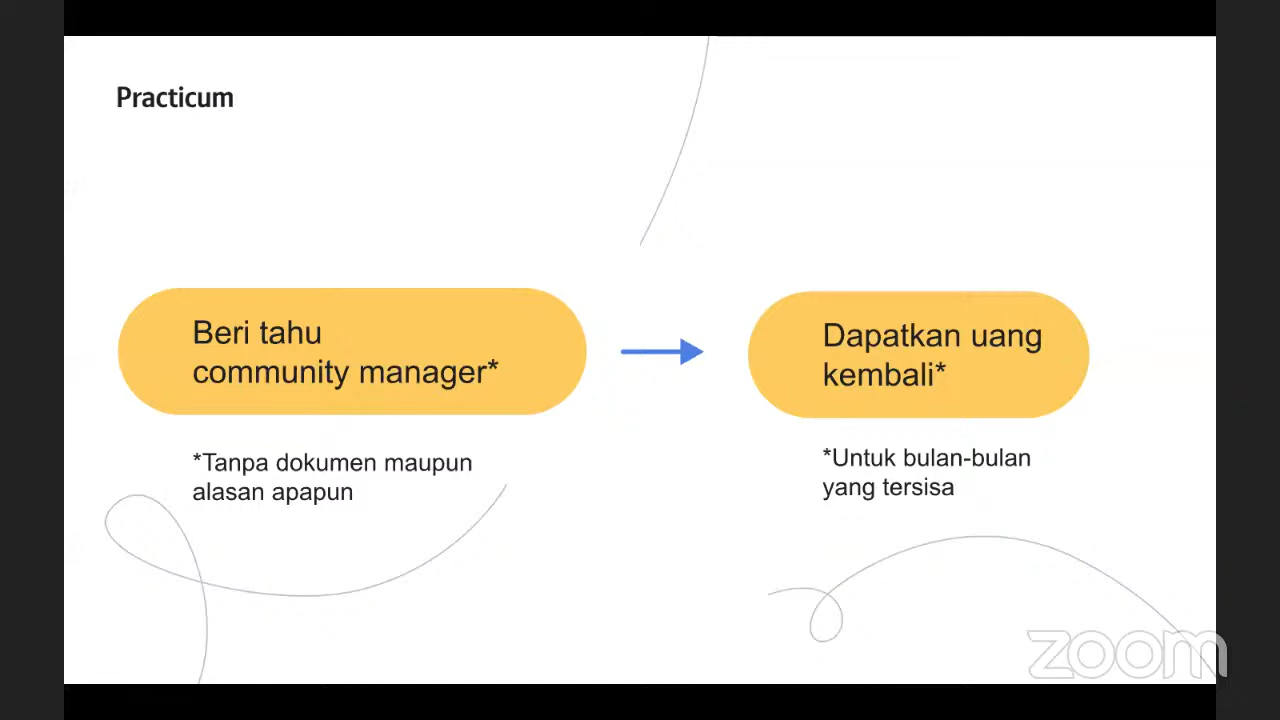 Practicum
Beri tahu
community manager*
*Tanpa dokumen maupun
alasan apapun
Dapatkan uang
kembali*
*Untuk bulan-bulan
yang tersisa
zoom